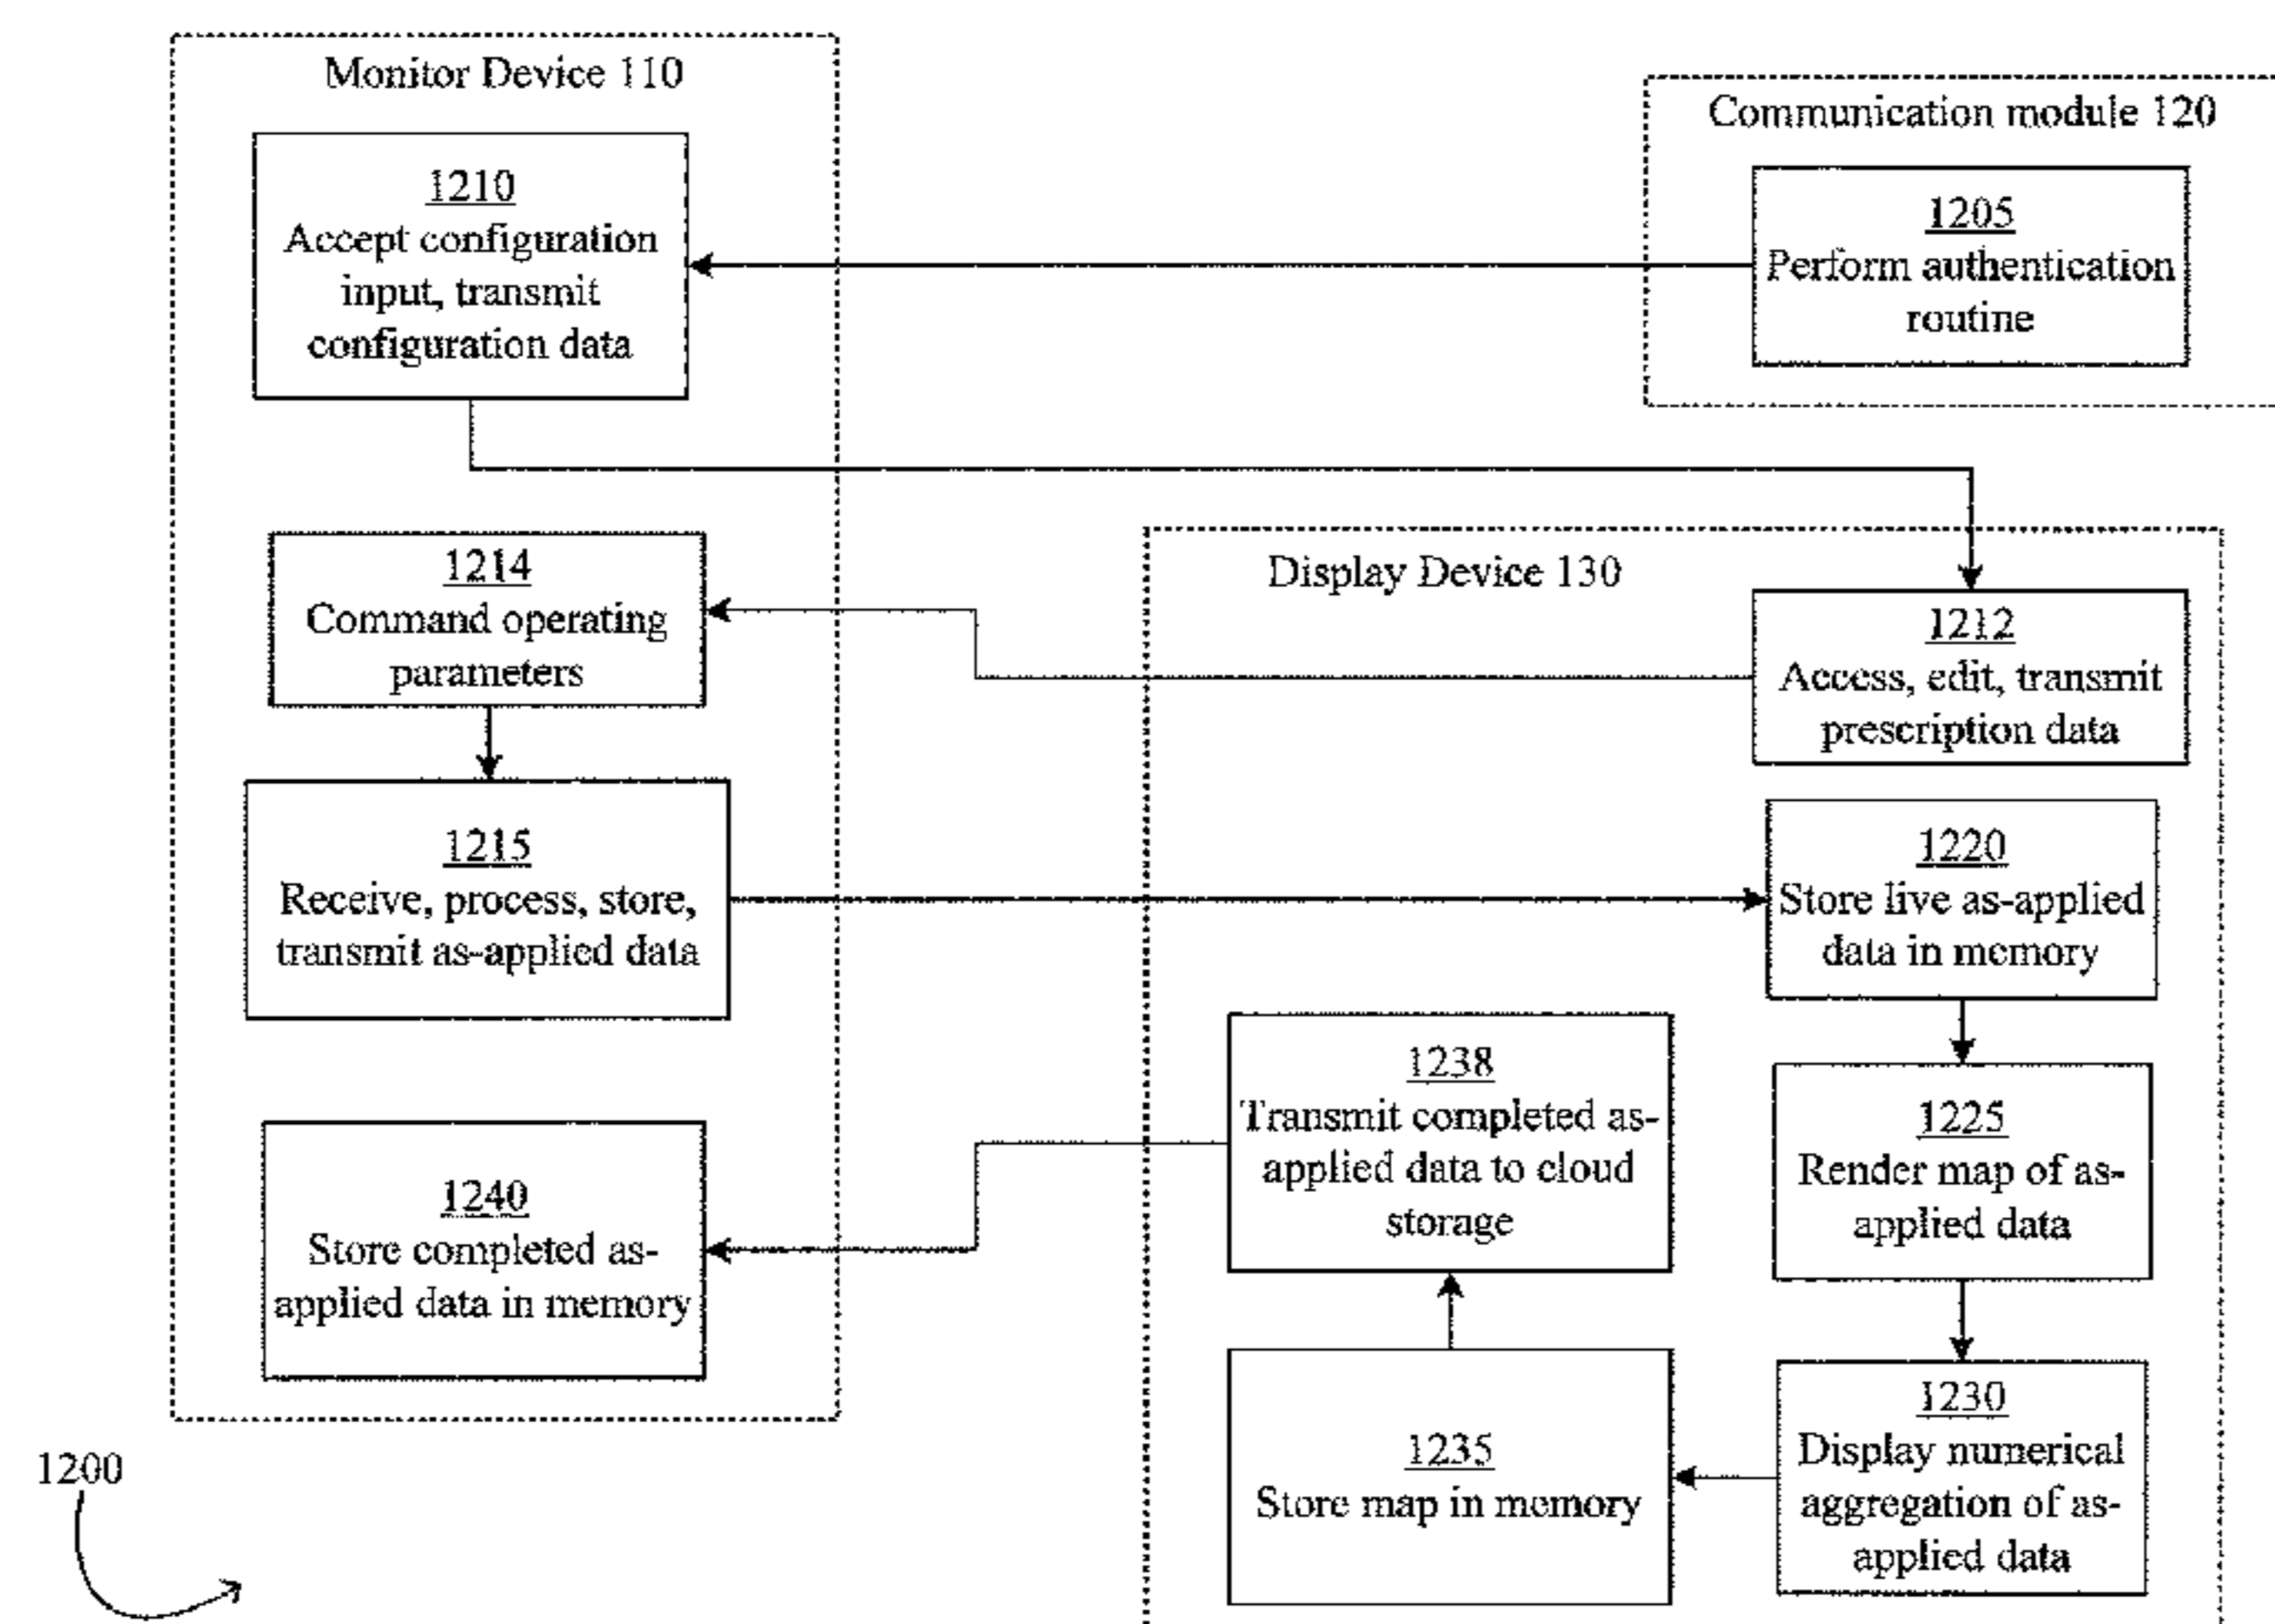 Monitor Device 110
1210
Accept configuration
input, transmit
configuration data
Communication module 120
1205
Perform authentication
routine
1214
Command operating
parameters
Display Device 130
1212
Access, edit, transmit
prescription data
1215
Receive, process, store,
transmit as-applied data
1220
Store live as-applied
data in memory
1238
Transmit completed as-
applied data to cloud
storage
1225
Render map of as-
applied data
1240
Store completed as-
applied data in memory
1235
Store map in memory
1230
Display numerical
aggregation of as-
applied data
1200